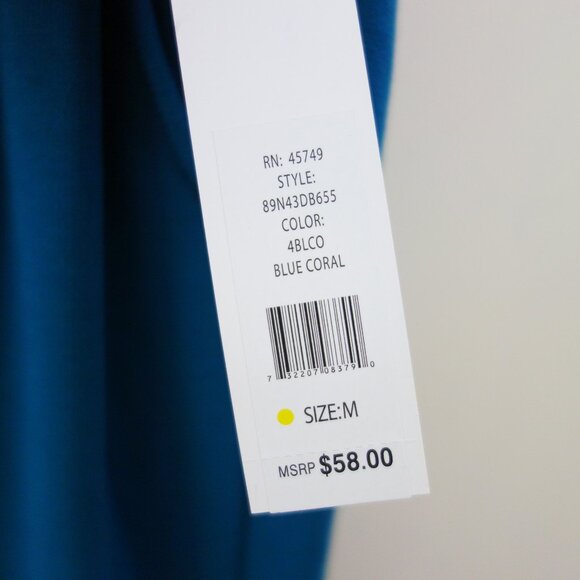 RN: 45749
STYLE:
89N43DB655
COLOR:
4BLCO
BLUE CORAL
7 32207 08379 0
SIZE:M
MSRP $58.00